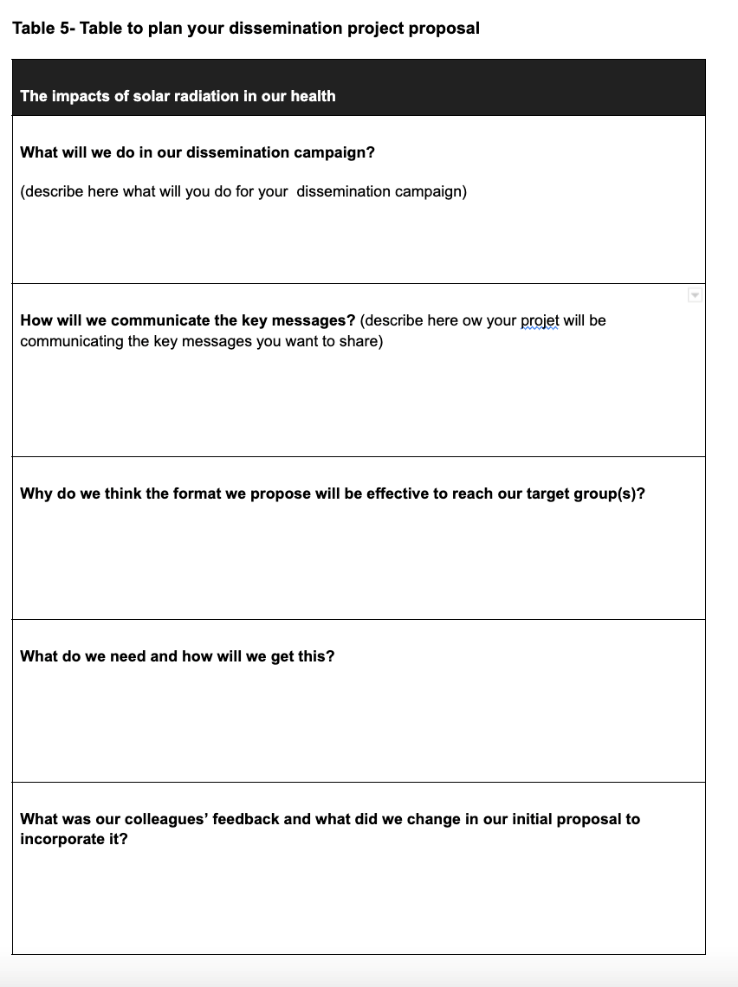 Table 5- Table to plan your dissemination project proposal
The impacts of solar radiation in our health
What will we do in our dissemination campaign?
(describe here what will you do for your  dissemination campaign)
How will we communicate the key messages? (describe here ow your projet will be
communicating the key messages you want to share)
Why do we think the format we propose will be effective to reach our target group(s)?
What do we need and how will we get this?
What was our colleagues’ feedback and what did we change in our initial proposal to
incorporate it?